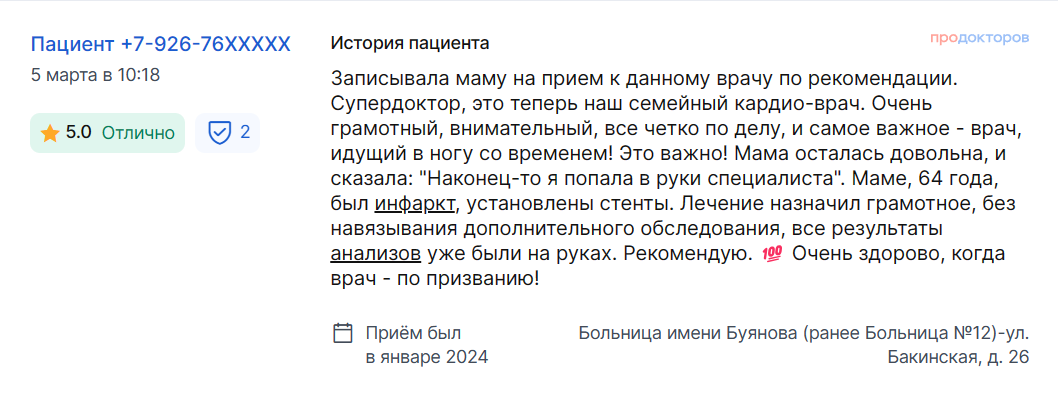 Пациент +7-926-76XXXXX
5 марта в 10:18
5.0 Отлично
2
История пациента
продокторов
Записывала маму на прием к данному врачу по рекомендации.
Супердоктор, это теперь наш семейный кардио-врач. Очень
грамотный, внимательный, все четко по делу, и самое важное - врач,
идущий в ногу со временем! Это важно! Мама осталась довольна, и
сказала: "Наконец-то я попала в руки специалиста". Маме, 64 года,
был инфаркт, установлены стенты. Лечение назначил грамотное, без
навязывания дополнительного обследования, все результаты
анализов уже были на руках. Рекомендую. 💯 Очень здорово, когда
врач - по призванию!
Приём был
в январе 2024
Больница имени Буянова (ранее Больница №12)-ул.
Бакинская, д. 26